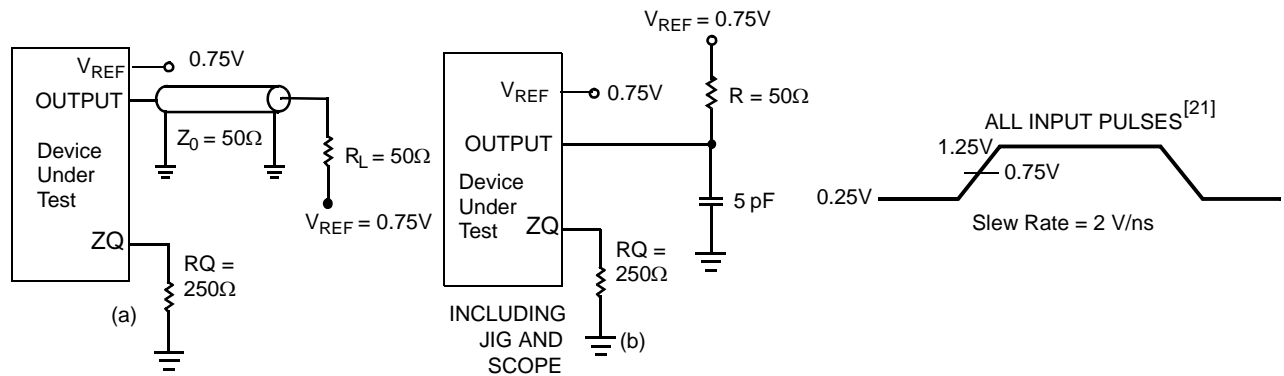 V_REF
0.75V
OUTPUT
Z_0 = 50Ω
Device
Under
Test
R_L = 50Ω
V_REF = 0.75V
ZQ
RQ =
250Ω
(a)
V_REF = 0.75V
V_REF
0.75V
R = 50Ω
OUTPUT
Device
Under
Test
5 pF
ZQ
RQ =
250Ω
INCLUDING
JIG AND
SCOPE
(b)
ALL INPUT PULSES[21]
1.25V
0.75V
0.25V
Slew Rate = 2 V/ns